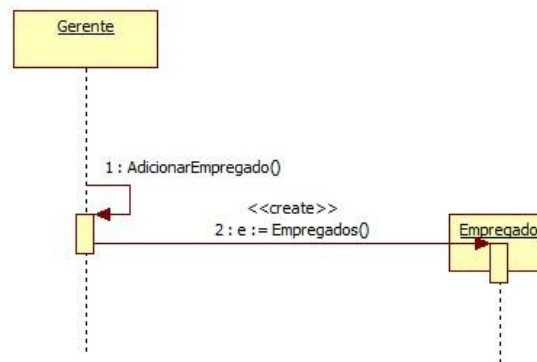 Gerente
1 : AdicionarEmpregado()
<<create>>
2 : e := Empregados()
Empregado